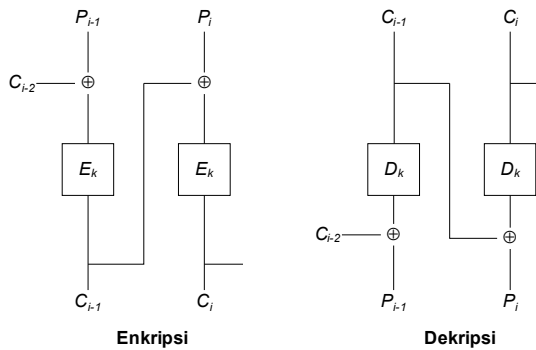 P_{i-1} P_i
C_{i-2} ⊕ ⊕
E_k E_k
C_{i-1} C_i
Enkripsi
C_{i-1} C_i
D_k D_k
C_{i-2} ⊕ ⊕
P_{i-1} P_i
Dekripsi